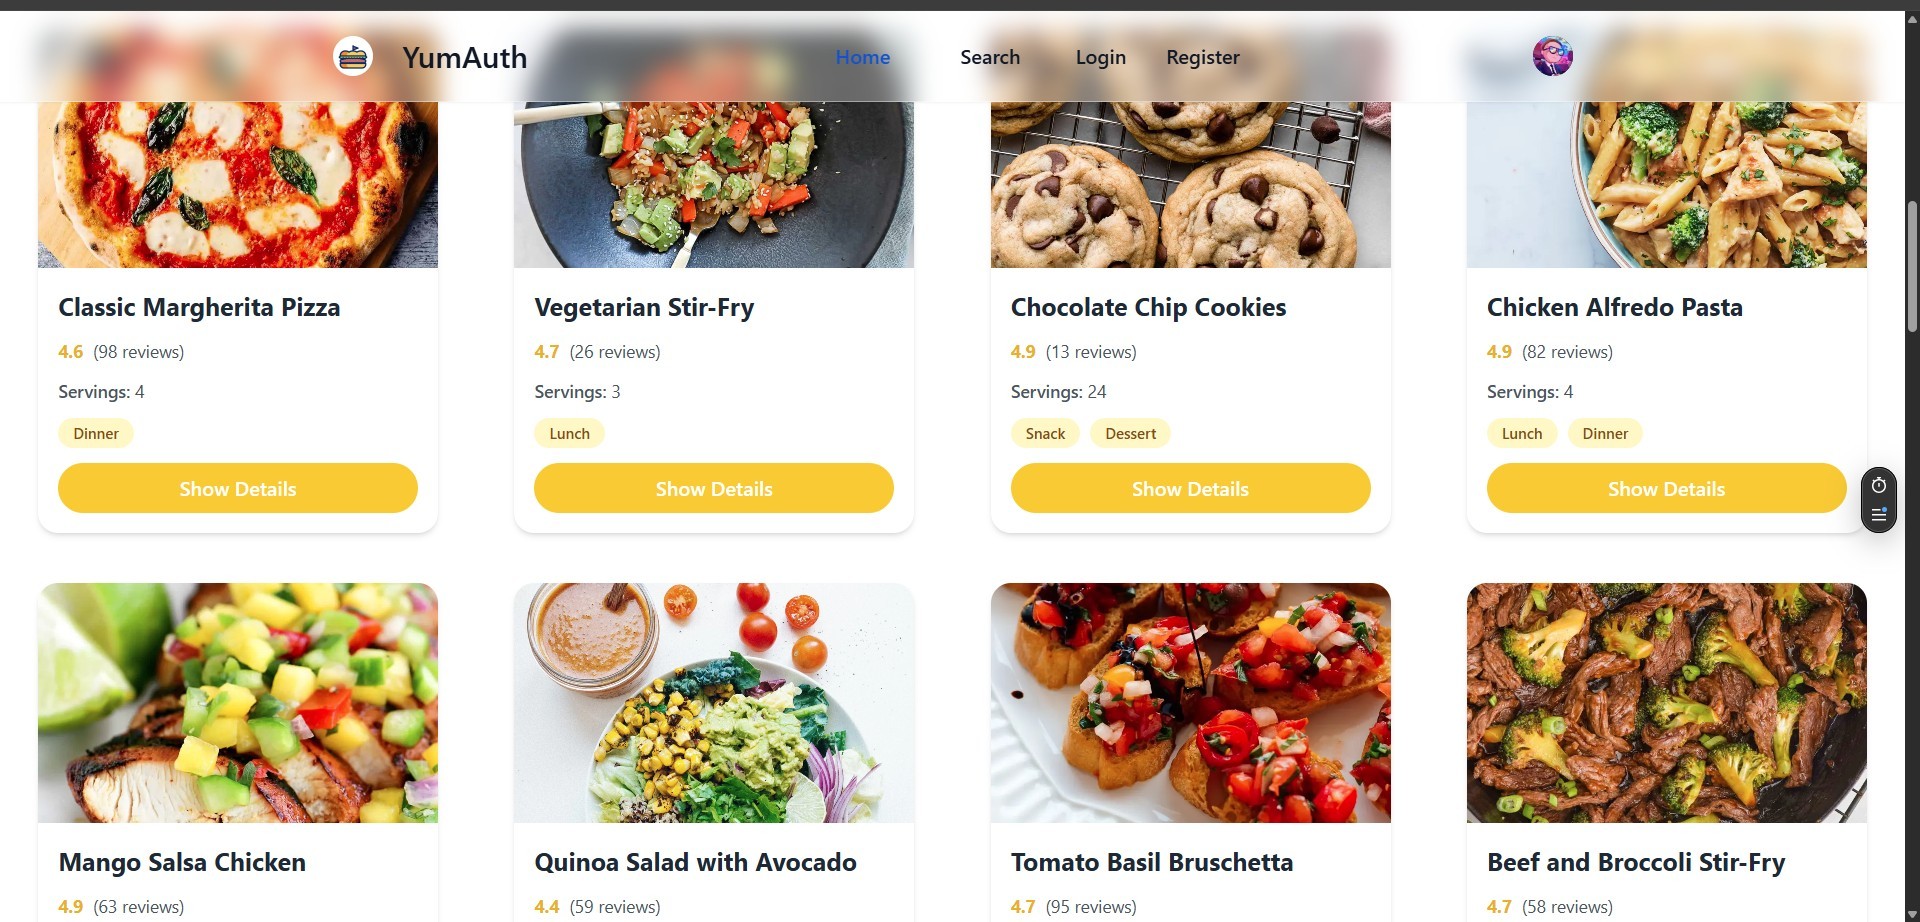 YumAuth
Home
Search
Login
Register
Classic Margherita Pizza
4.6 (98 reviews)
Servings: 4
Dinner
Show Details
Vegetarian Stir-Fry
4.7 (26 reviews)
Servings: 3
Lunch
Show Details
Chocolate Chip Cookies
4.9 (13 reviews)
Servings: 24
Snack Dessert
Show Details
Chicken Alfredo Pasta
4.9 (82 reviews)
Servings: 4
Lunch Dinner
Show Details
Mango Salsa Chicken
4.9 (63 reviews)
Quinoa Salad with Avocado
4.4 (59 reviews)
Tomato Basil Bruschetta
4.7 (95 reviews)
Beef and Broccoli Stir-Fry
4.7 (58 reviews)